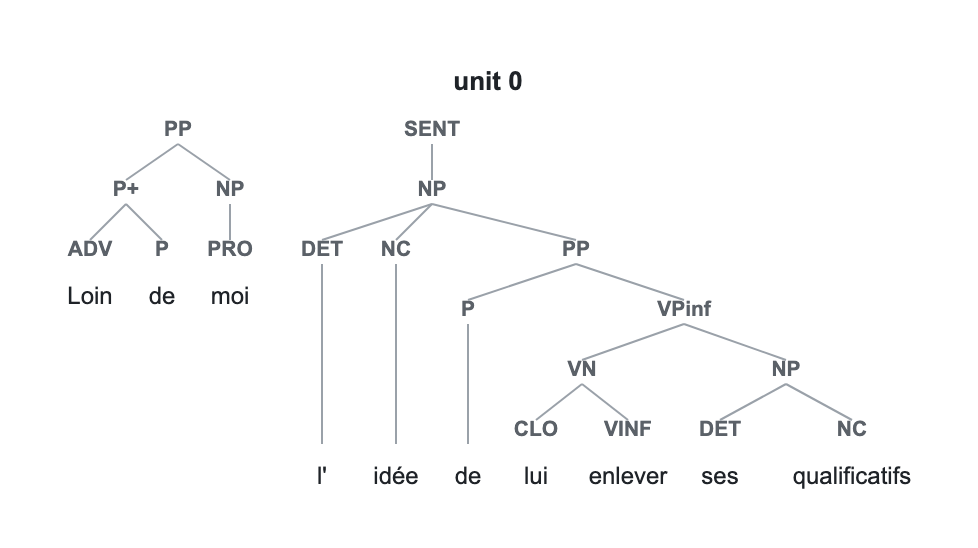 unit 0
PP SENT
P+ NP NP
ADV P PRO DET NC PP
Loin de moi
P VPinf
VN NP
CLO VINF DET NC
l' idée de lui enlever ses qualificatifs